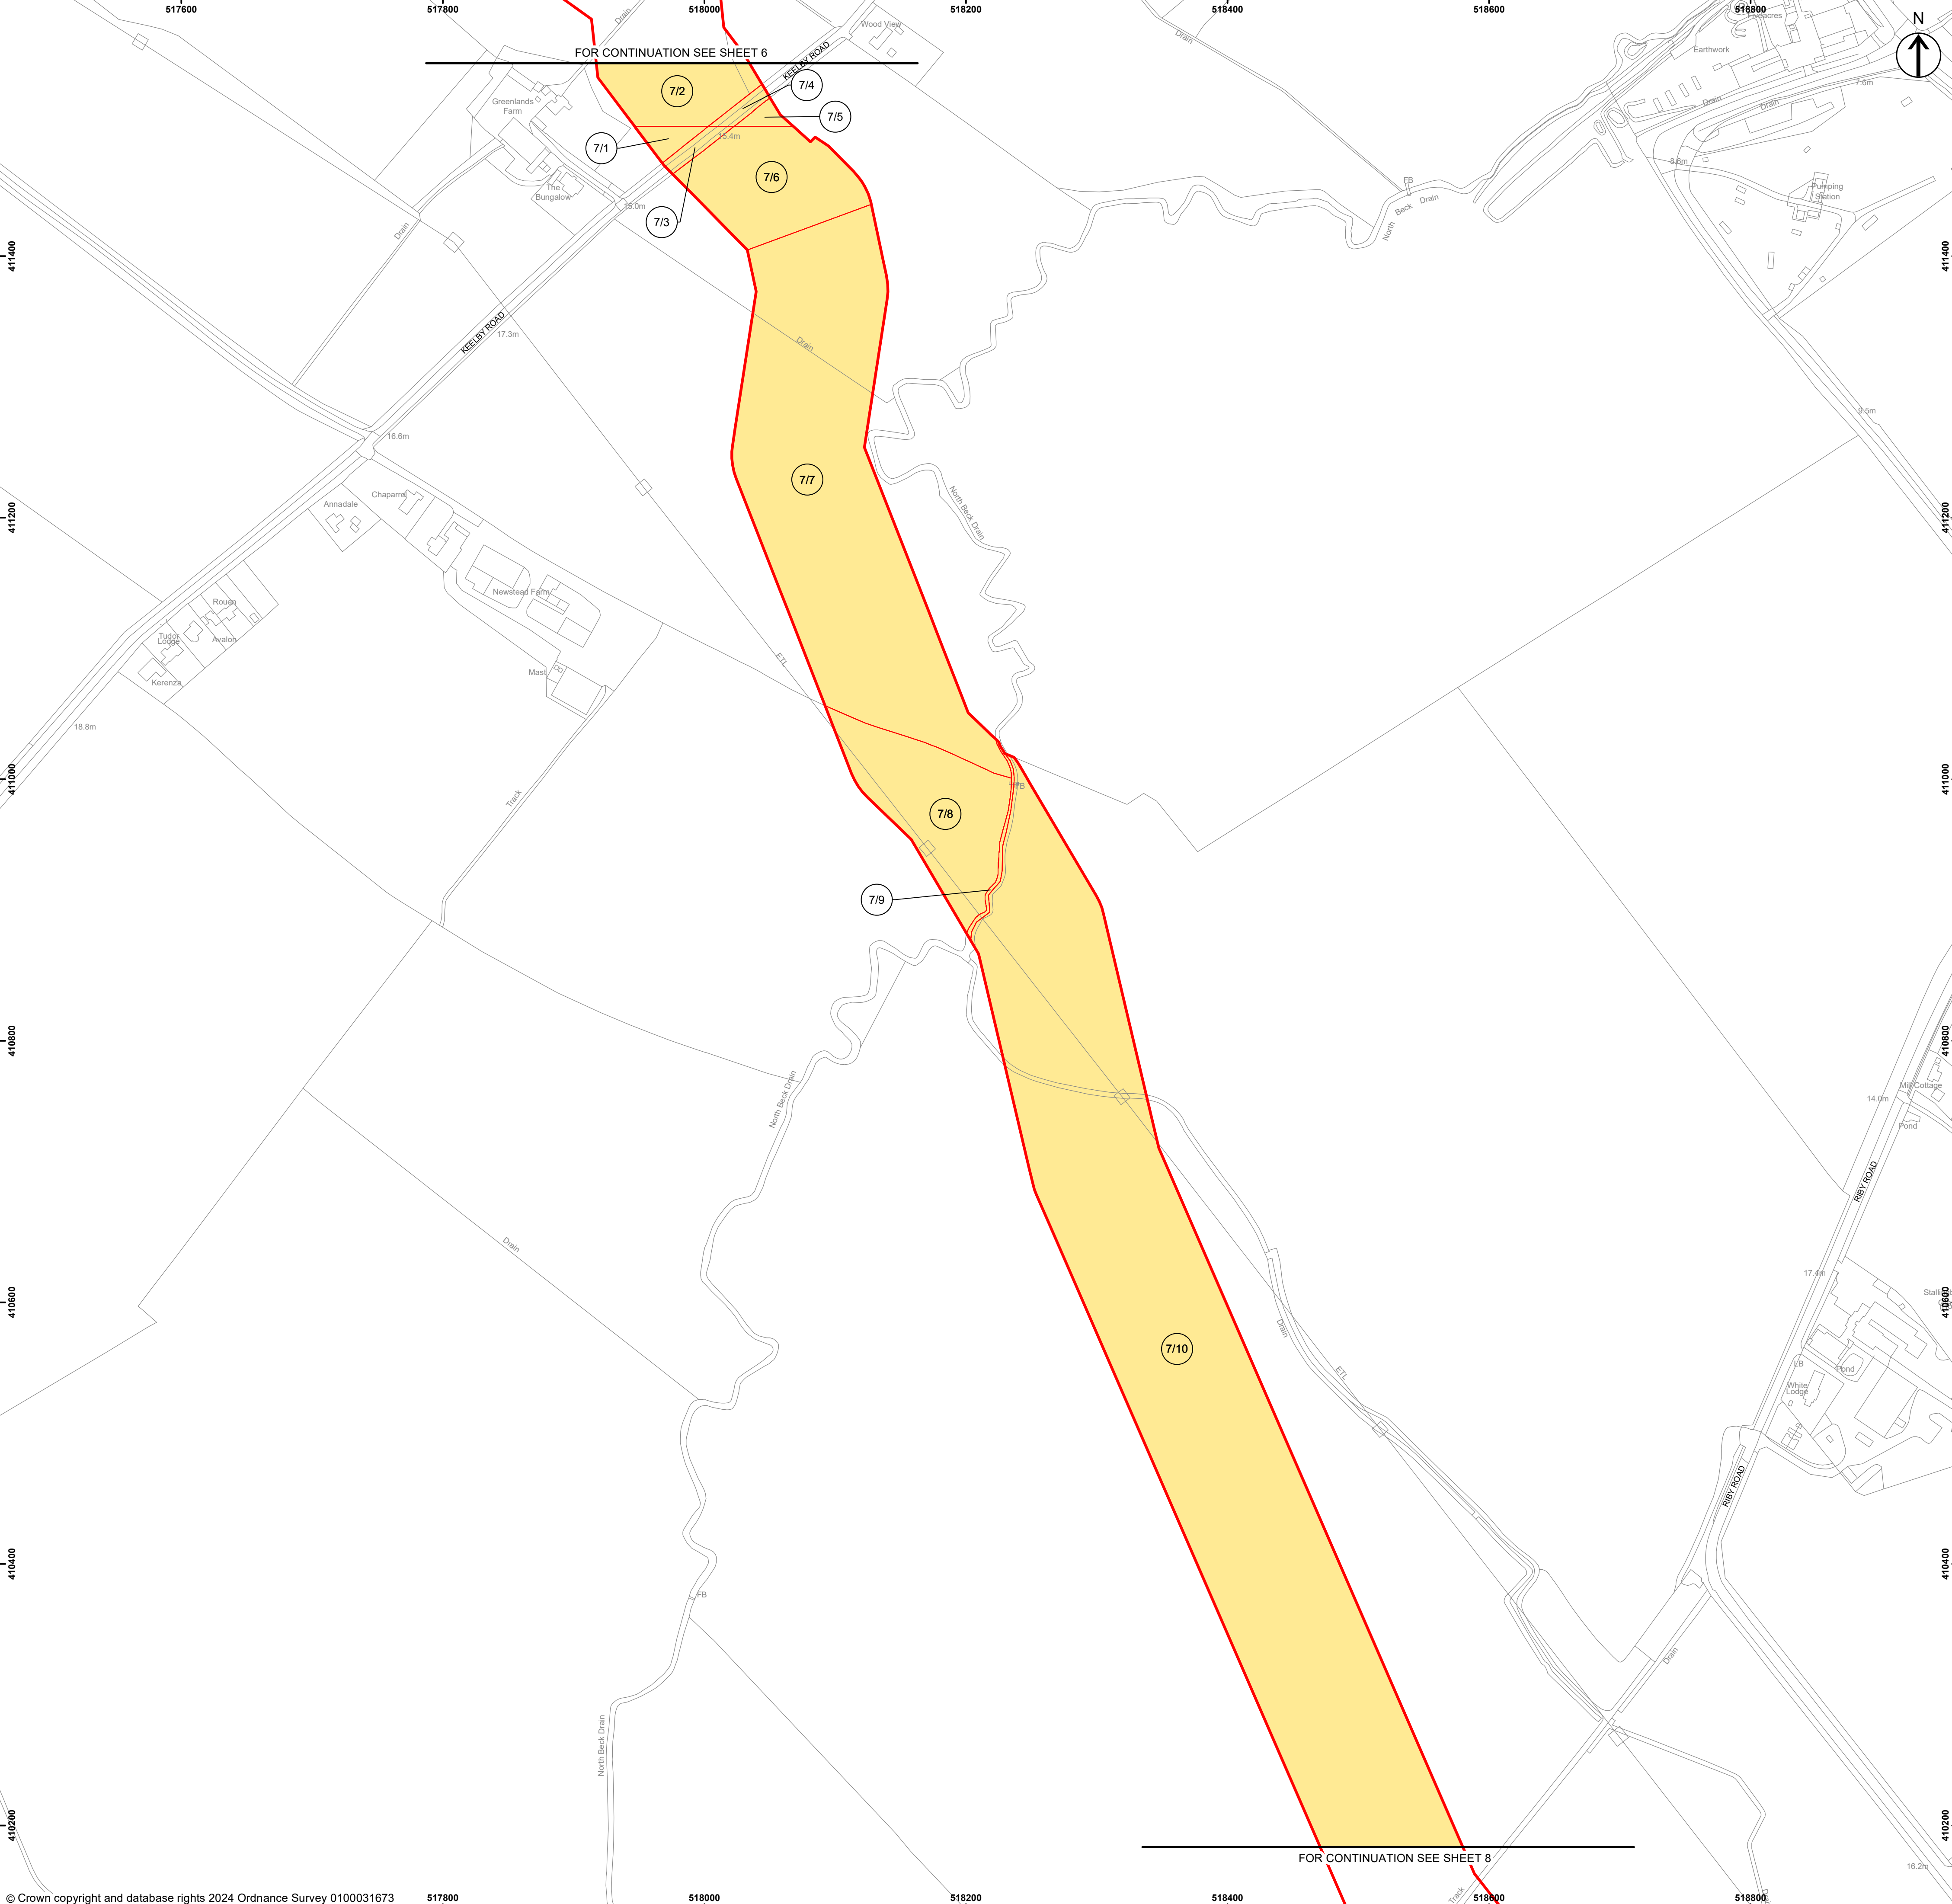 517600
517800
518000
518200
518400
518600
518800
N
Drain
Wood View
Fiveacres
Earthwork
FOR CONTINUATION SEE SHEET 6
KEELBY ROAD
Drain
7.6m
7/2
7/4
Drain
Drain
Greenlands
Farm
7/5
15.4m
7/1
8.6m
7/6
FB
The
Bungalow
Pumping
Station
15.0m
7/3
North
Beck
Drain
Drain
411400
411400
KEELBY ROAD
17.3m
Drain
9.5m
16.6m
7/7
Chaparrel
Annadale
North Beck Drain
411200
411200
Newstead Farm
Rouen
Tudor
Lodge
Avalon
ETL
Mast
Kerenza
18.8m
411000
411000
FB
Track
7/8
7/9
410800
410800
Mill Cottage
14.0m
North Beck Drain
Pond
RIBY ROAD
Drain
17.4m
410600
410600
Drain
7/10
LB
Pond
ETL
White
Lodge
RIBY ROAD
410400
410400
FB
Drain
North Beck Drain
410200
410200
FOR CONTINUATION SEE SHEET 8
16.2m
Track
© Crown copyright and database rights 2024 Ordnance Survey 0100031673
517800
518000
518200
518400
518600
518800